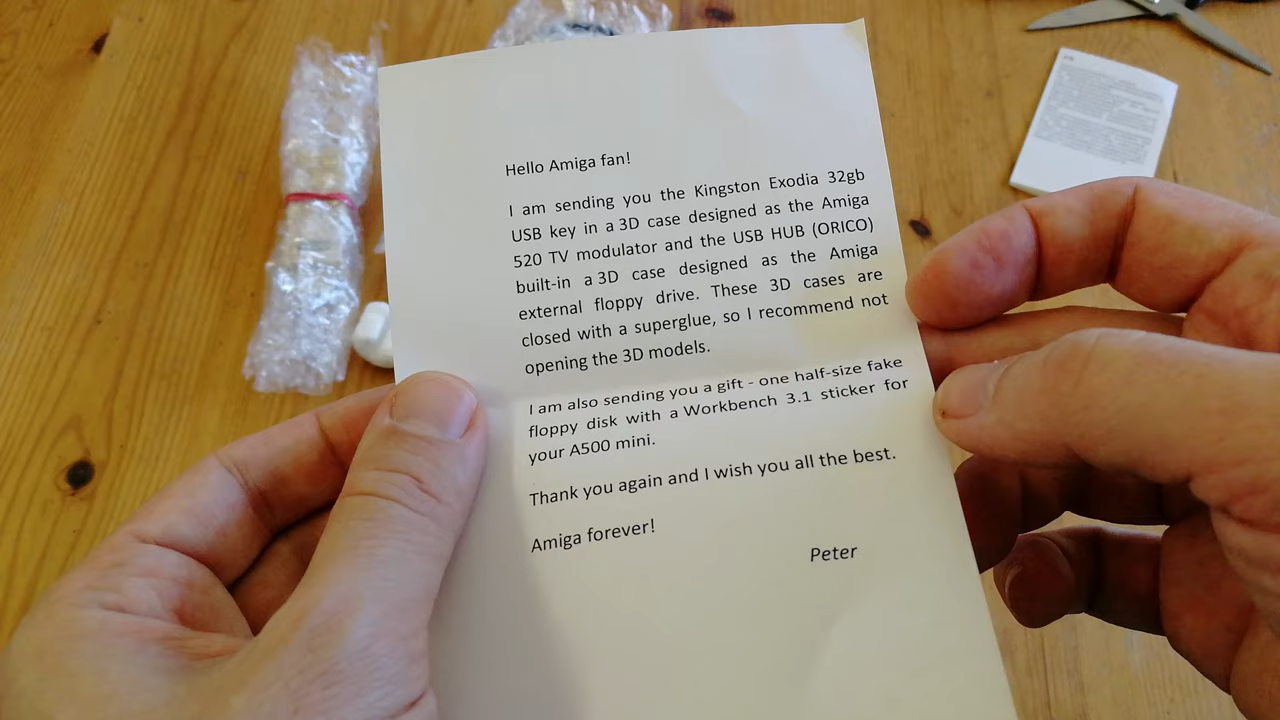 Hello Amiga fan!
I am sending you the Kingston Exodia 32gb
USB key in a 3D case designed as the Amiga
520 TV modulator and the USB HUB (ORICO)
built-in a 3D case designed as the Amiga
external floppy drive. These 3D cases are
closed with a superglue, so I recommend not
opening the 3D models.
I am also sending you a gift - one half-size fake
floppy disk with a Workbench 3.1 sticker for
your A500 mini.
Thank you again and I wish you all the best.
Amiga forever!
Peter